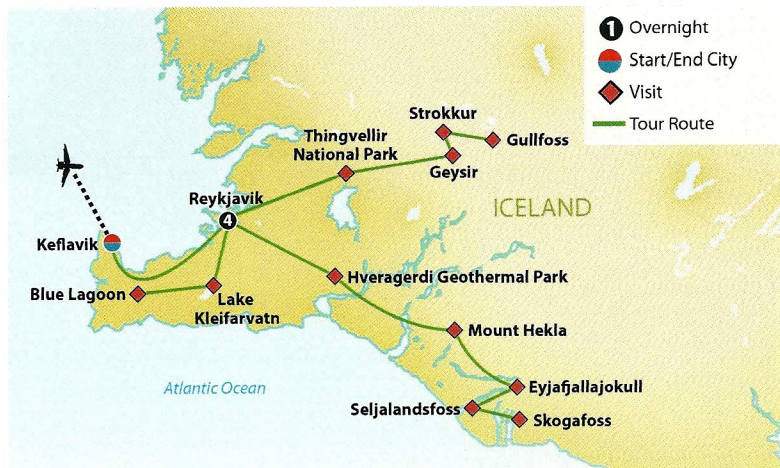 1 Overnight
Start/End City
Visit
Tour Route
Strokkur
Gullfoss
Thingvellir
National Park
Geysir
Reykjavik
4
ICELAND
Keflavik
Hveragerdi Geothermal Park
Blue Lagoon
Lake
Kleifarvatn
Mount Hekla
Atlantic Ocean
Eyjafjallajokull
Seljalandsfoss
Skogafoss